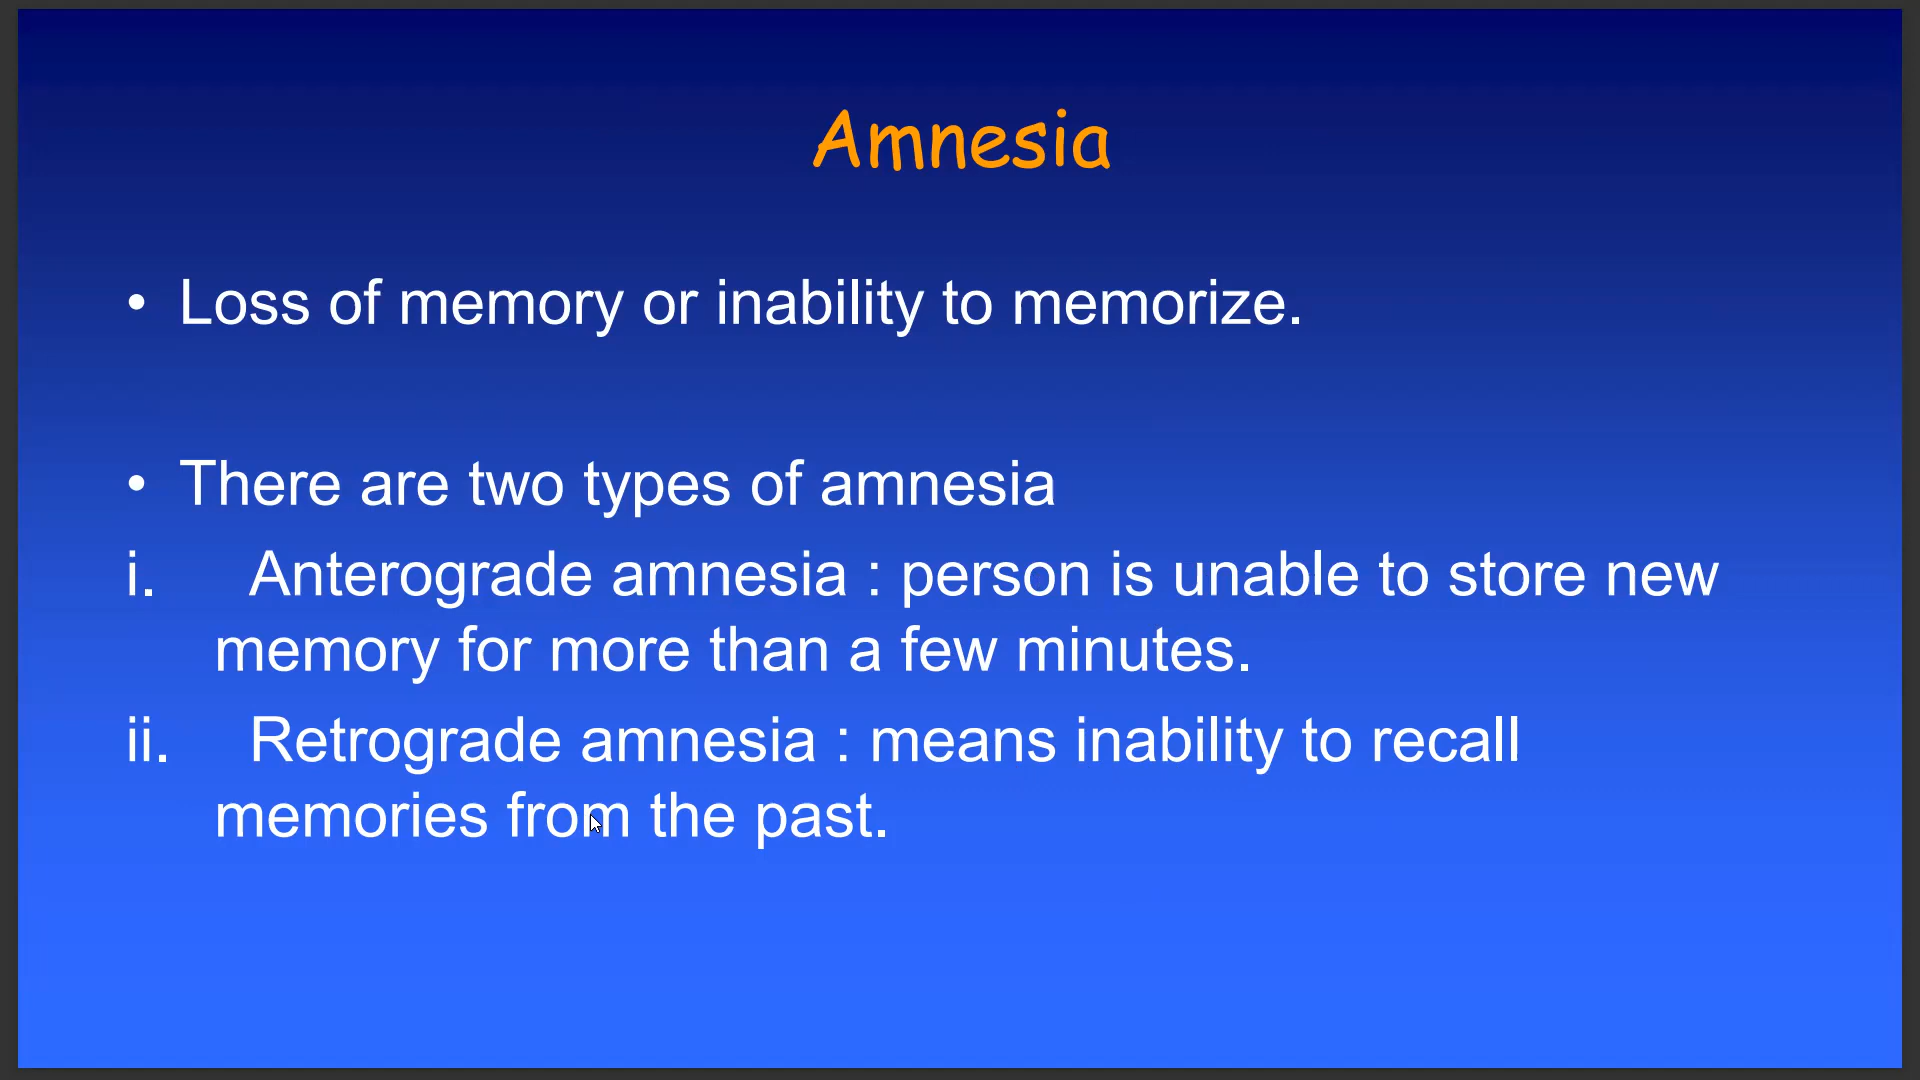 Amnesia
• Loss of memory or inability to memorize.
• There are two types of amnesia
i. Anterograde amnesia : person is unable to store new
memory for more than a few minutes.
ii. Retrograde amnesia : means inability to recall
memories from the past.